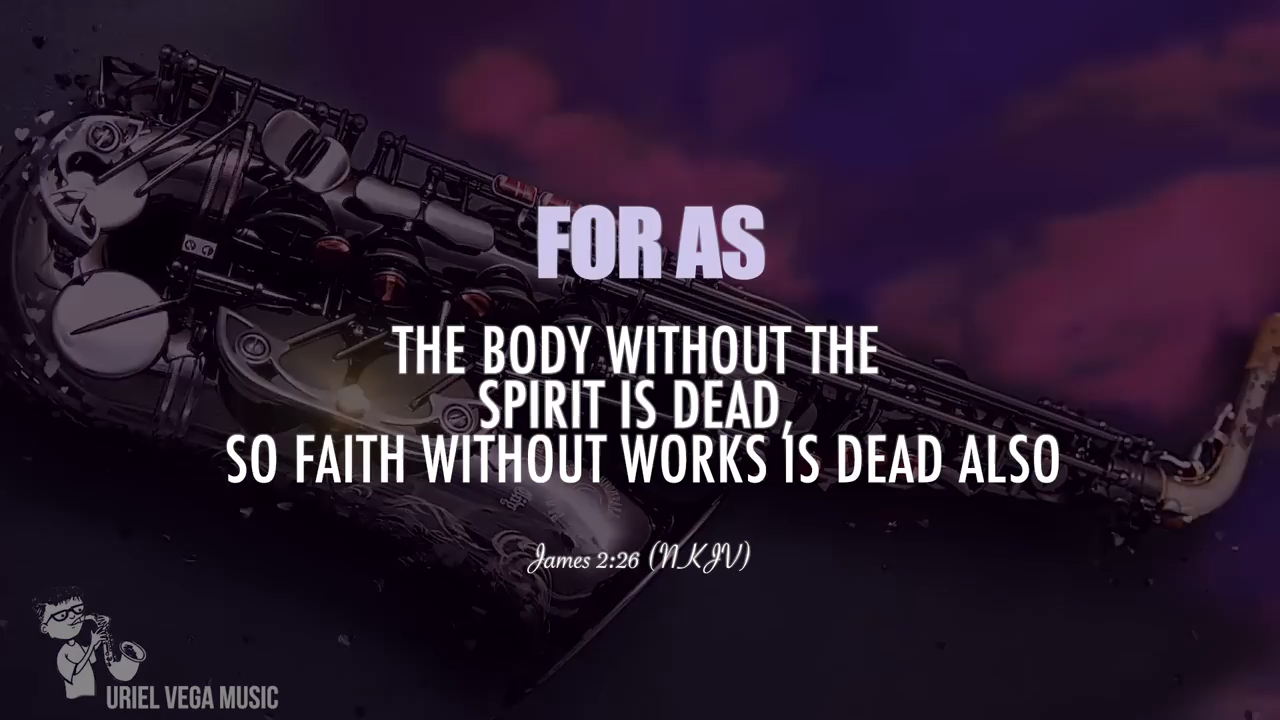 FOR AS
THE BODY WITHOUT THE
SPIRIT IS DEAD,
SO FAITH WITHOUT WORKS IS DEAD ALSO
James 2:26 (NKJV)
URIEL VEGA MUSIC